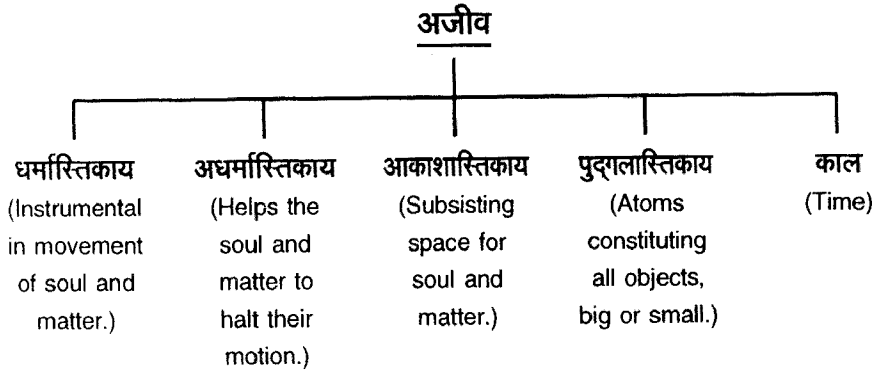 अजीव
धर्मास्तिकाय
(Instrumental
in movement
of soul and
matter.)
अधर्मास्तिकाय
(Helps the
soul and
matter to
halt their
motion.)
आकाशास्तिकाय
(Subsisting
space for
soul and
matter.)
पुद्‌गलास्तिकाय
(Atoms
constituting
all objects,
big or small.)
काल
(Time)